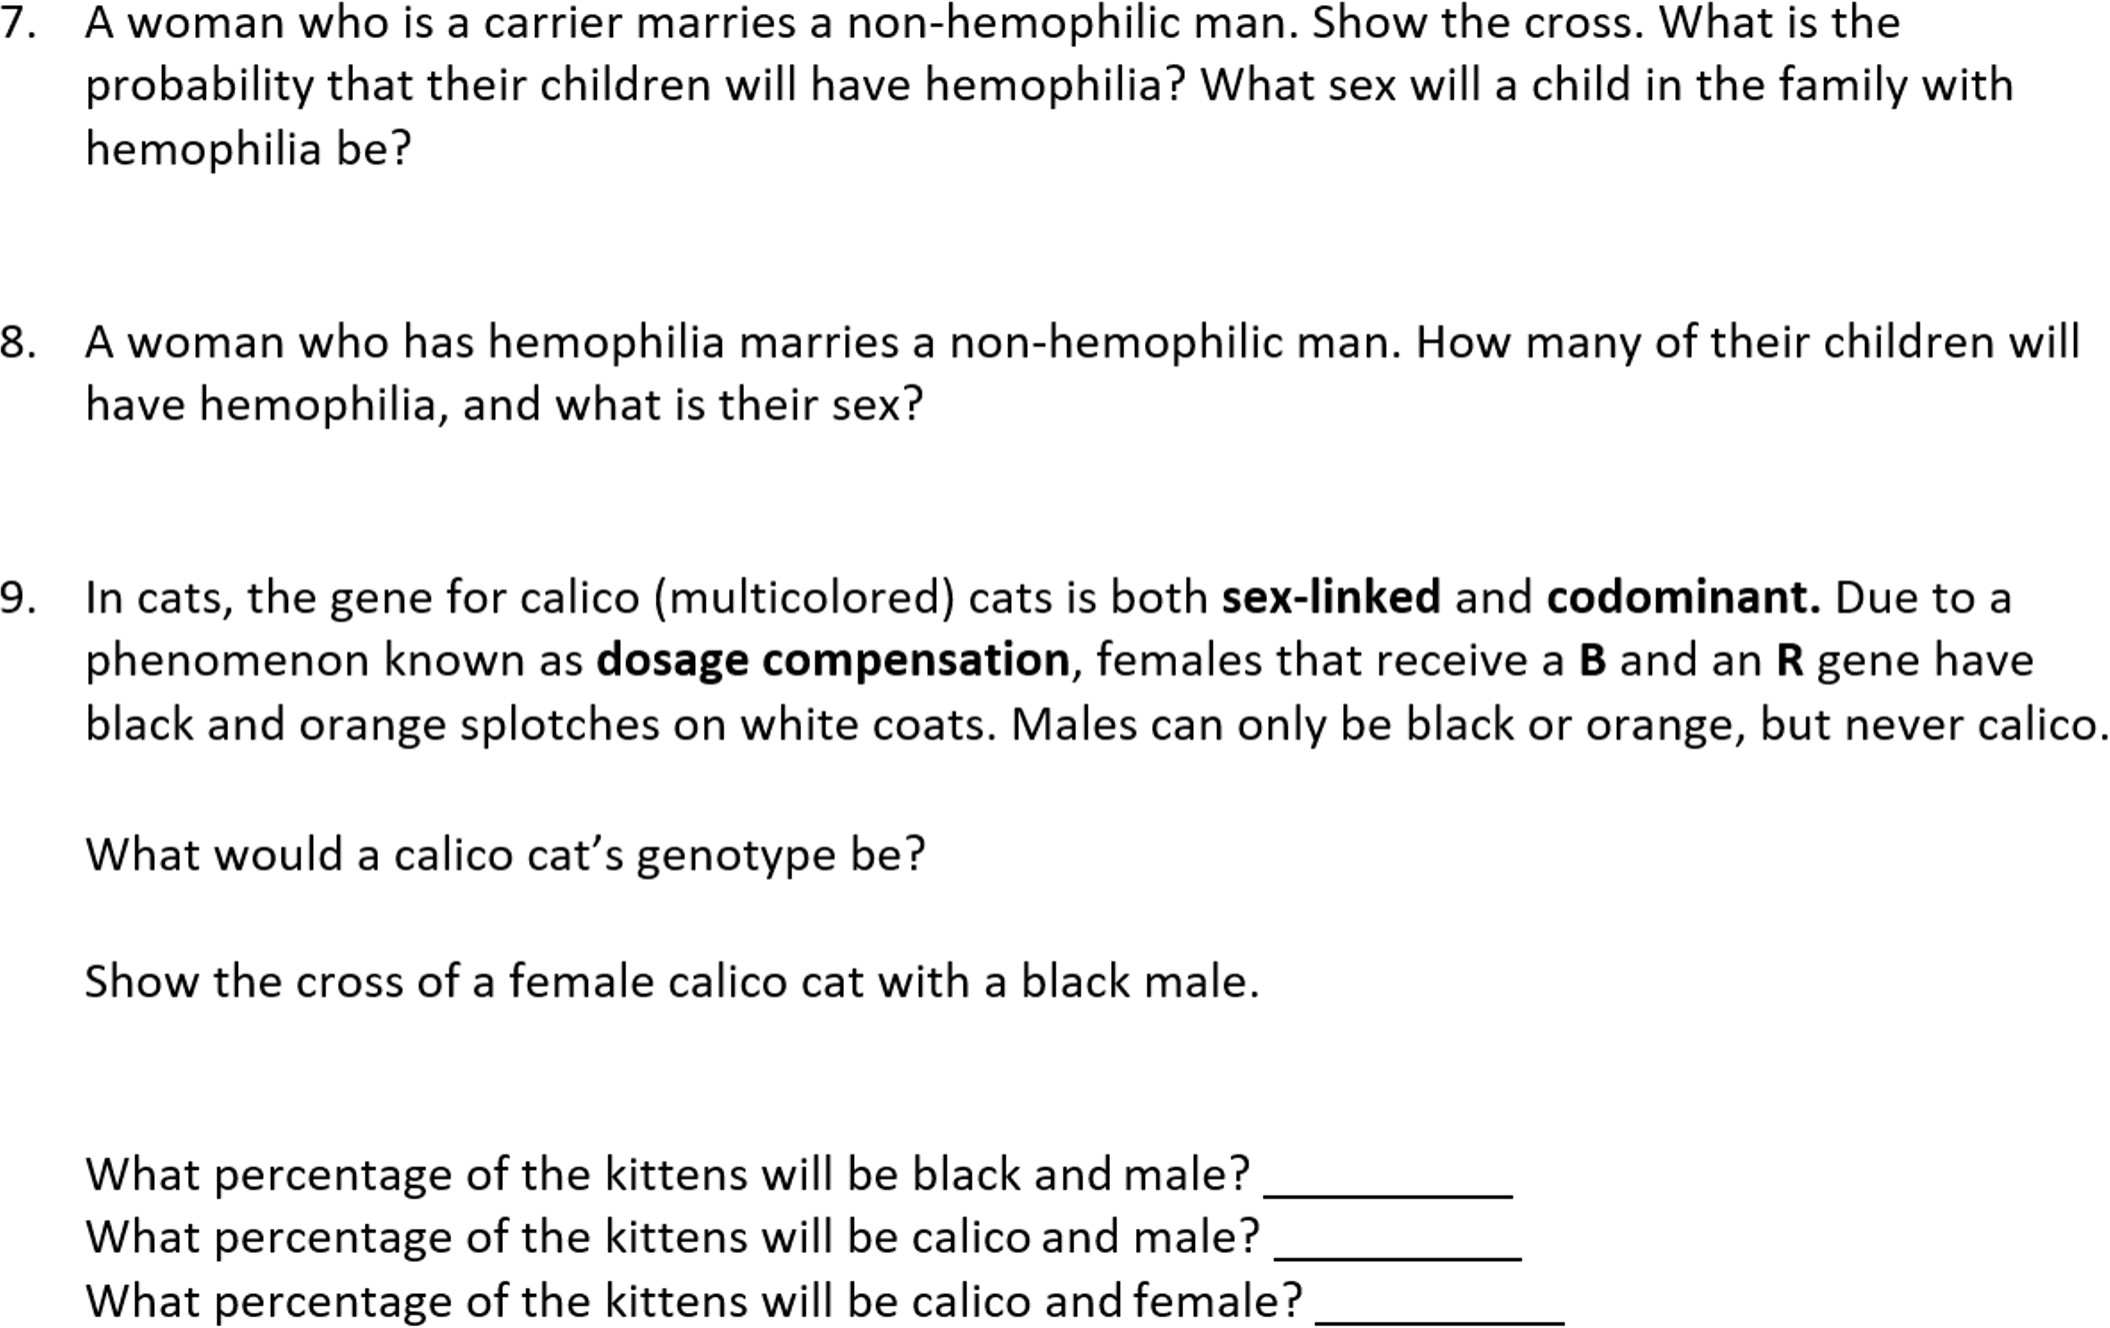 7. A woman who is a carrier marries a non-hemophilic man. Show the cross. What is the
probability that their children will have hemophilia? What sex will a child in the family with
hemophilia be?
8. A woman who has hemophilia marries a non-hemophilic man. How many of their children will
have hemophilia, and what is their sex?
9. In cats, the gene for calico (multicolored) cats is both sex-linked and codominant. Due to a
phenomenon known as dosage compensation, females that receive a B and an R gene have
black and orange splotches on white coats. Males can only be black or orange, but never calico.
What would a calico cat’s genotype be?
Show the cross of a female calico cat with a black male.
What percentage of the kittens will be black and male? __________
What percentage of the kittens will be calico and male? __________
What percentage of the kittens will be calico and female? __________